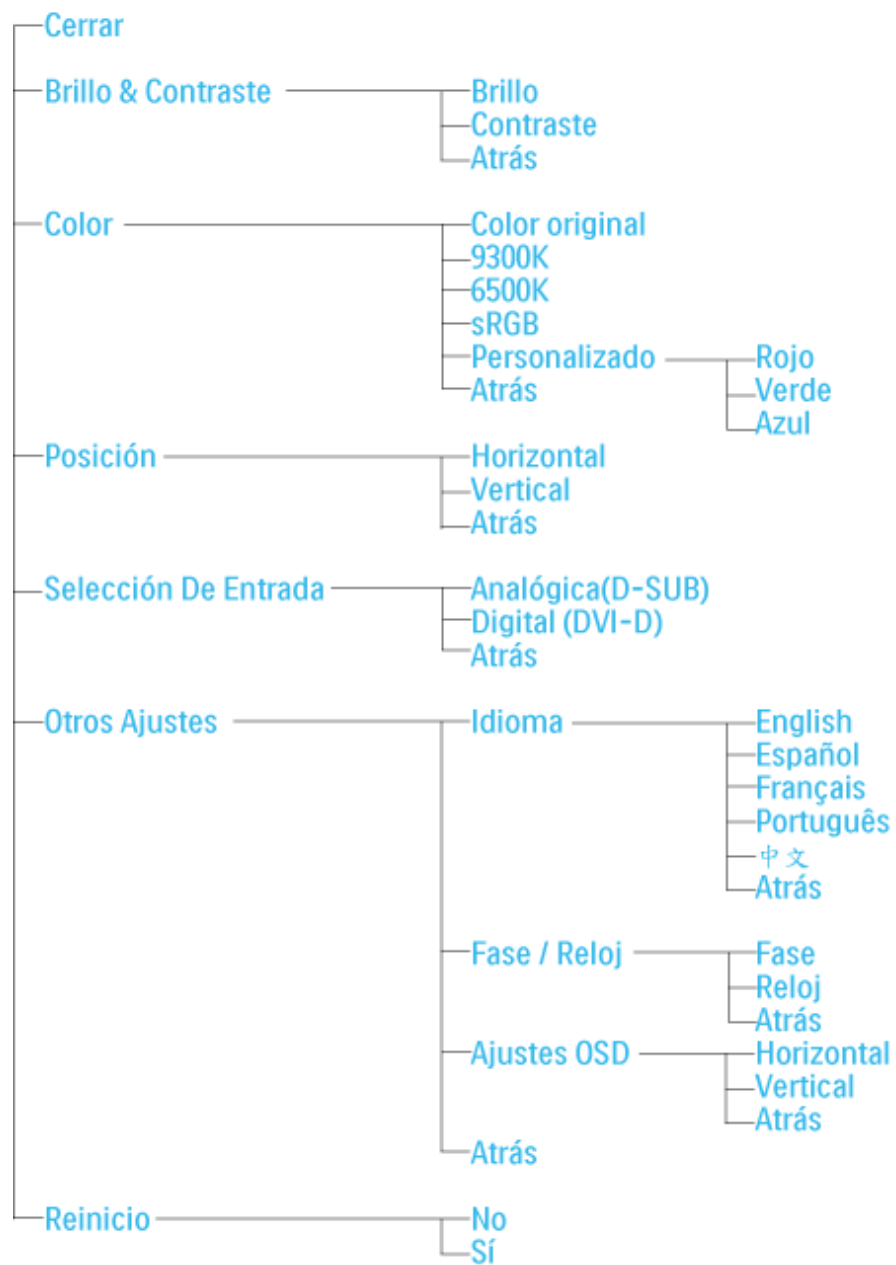 Cerrar
Brillo & Contraste
Brillo
Contraste
Atrás
Color
Color original
9300K
6500K
sRGB
Personalizado
Rojo
Atrás
Verde
Azul
Posición
Horizontal
Vertical
Atrás
Selección De Entrada
Analógica(D-SUB)
Digital (DVI-D)
Atrás
Otros Ajustes
Idioma
English
Español
Français
Português
中文
Atrás
Fase / Reloj
Fase
Reloj
Atrás
Ajustes OSD
Horizontal
Vertical
Atrás
Atrás
Reinicio
No
Sí